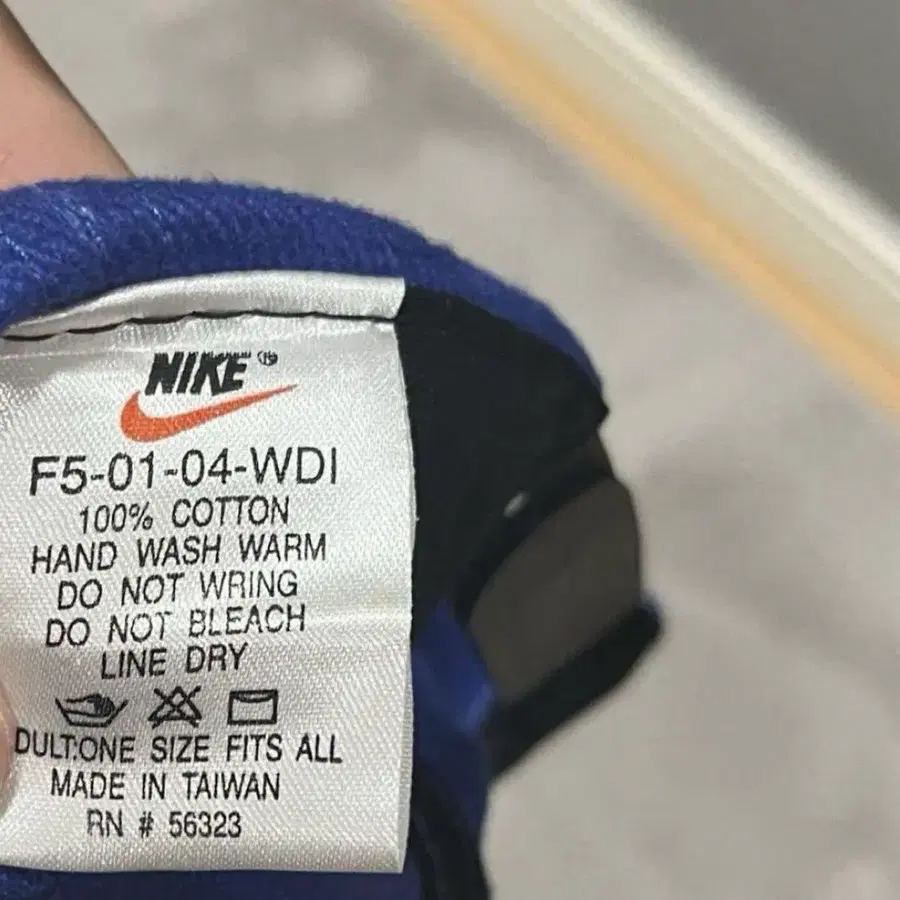 NIKE®
F5-01-04-WDI
100% COTTON
HAND WASH WARM
DO NOT WRING
DO NOT BLEACH
LINE DRY
DULT:ONE SIZE FITS ALL
MADE IN TAIWAN
RN # 56323